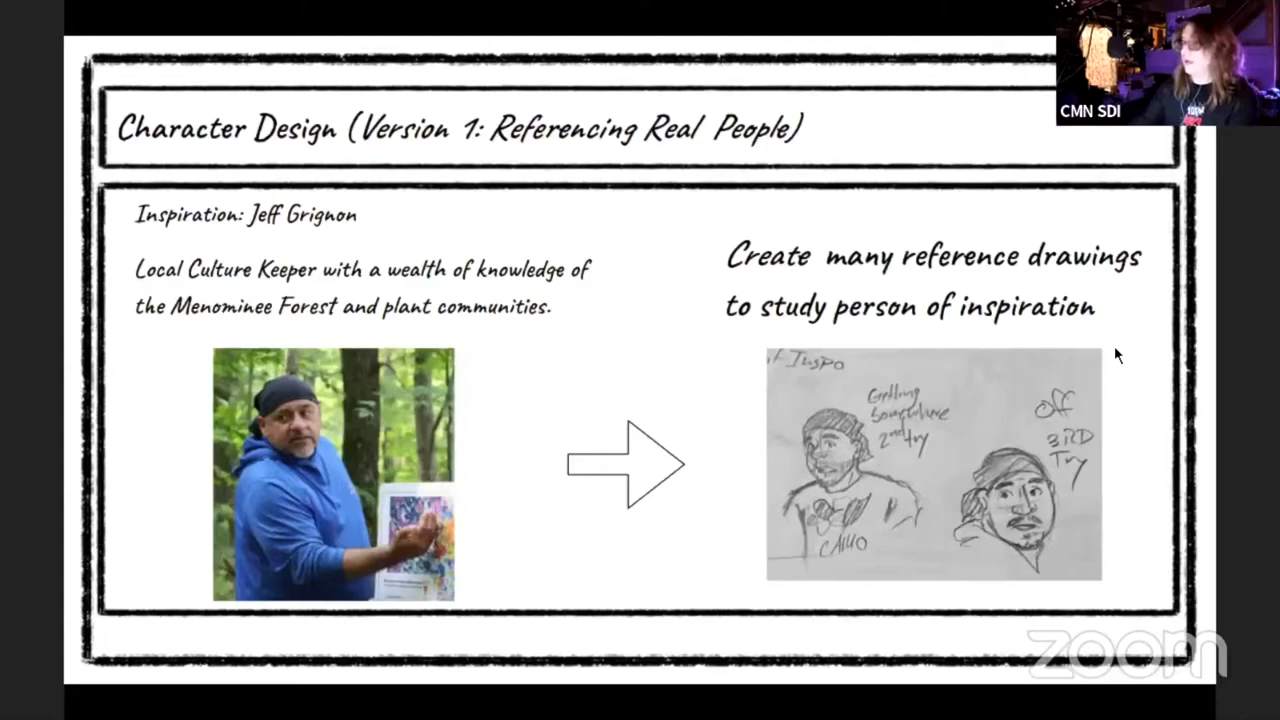 Character Design (Version 1: Referencing Real People)
CMN SDI
Inspiration: Jeff Grignon
Local Culture Keeper with a wealth of knowledge of
the Menominee Forest and plant communities.
Create many reference drawings
to study person of inspiration
Inspo
Getting
Somewhere
2nd try
Off
3RD
Try
zoom